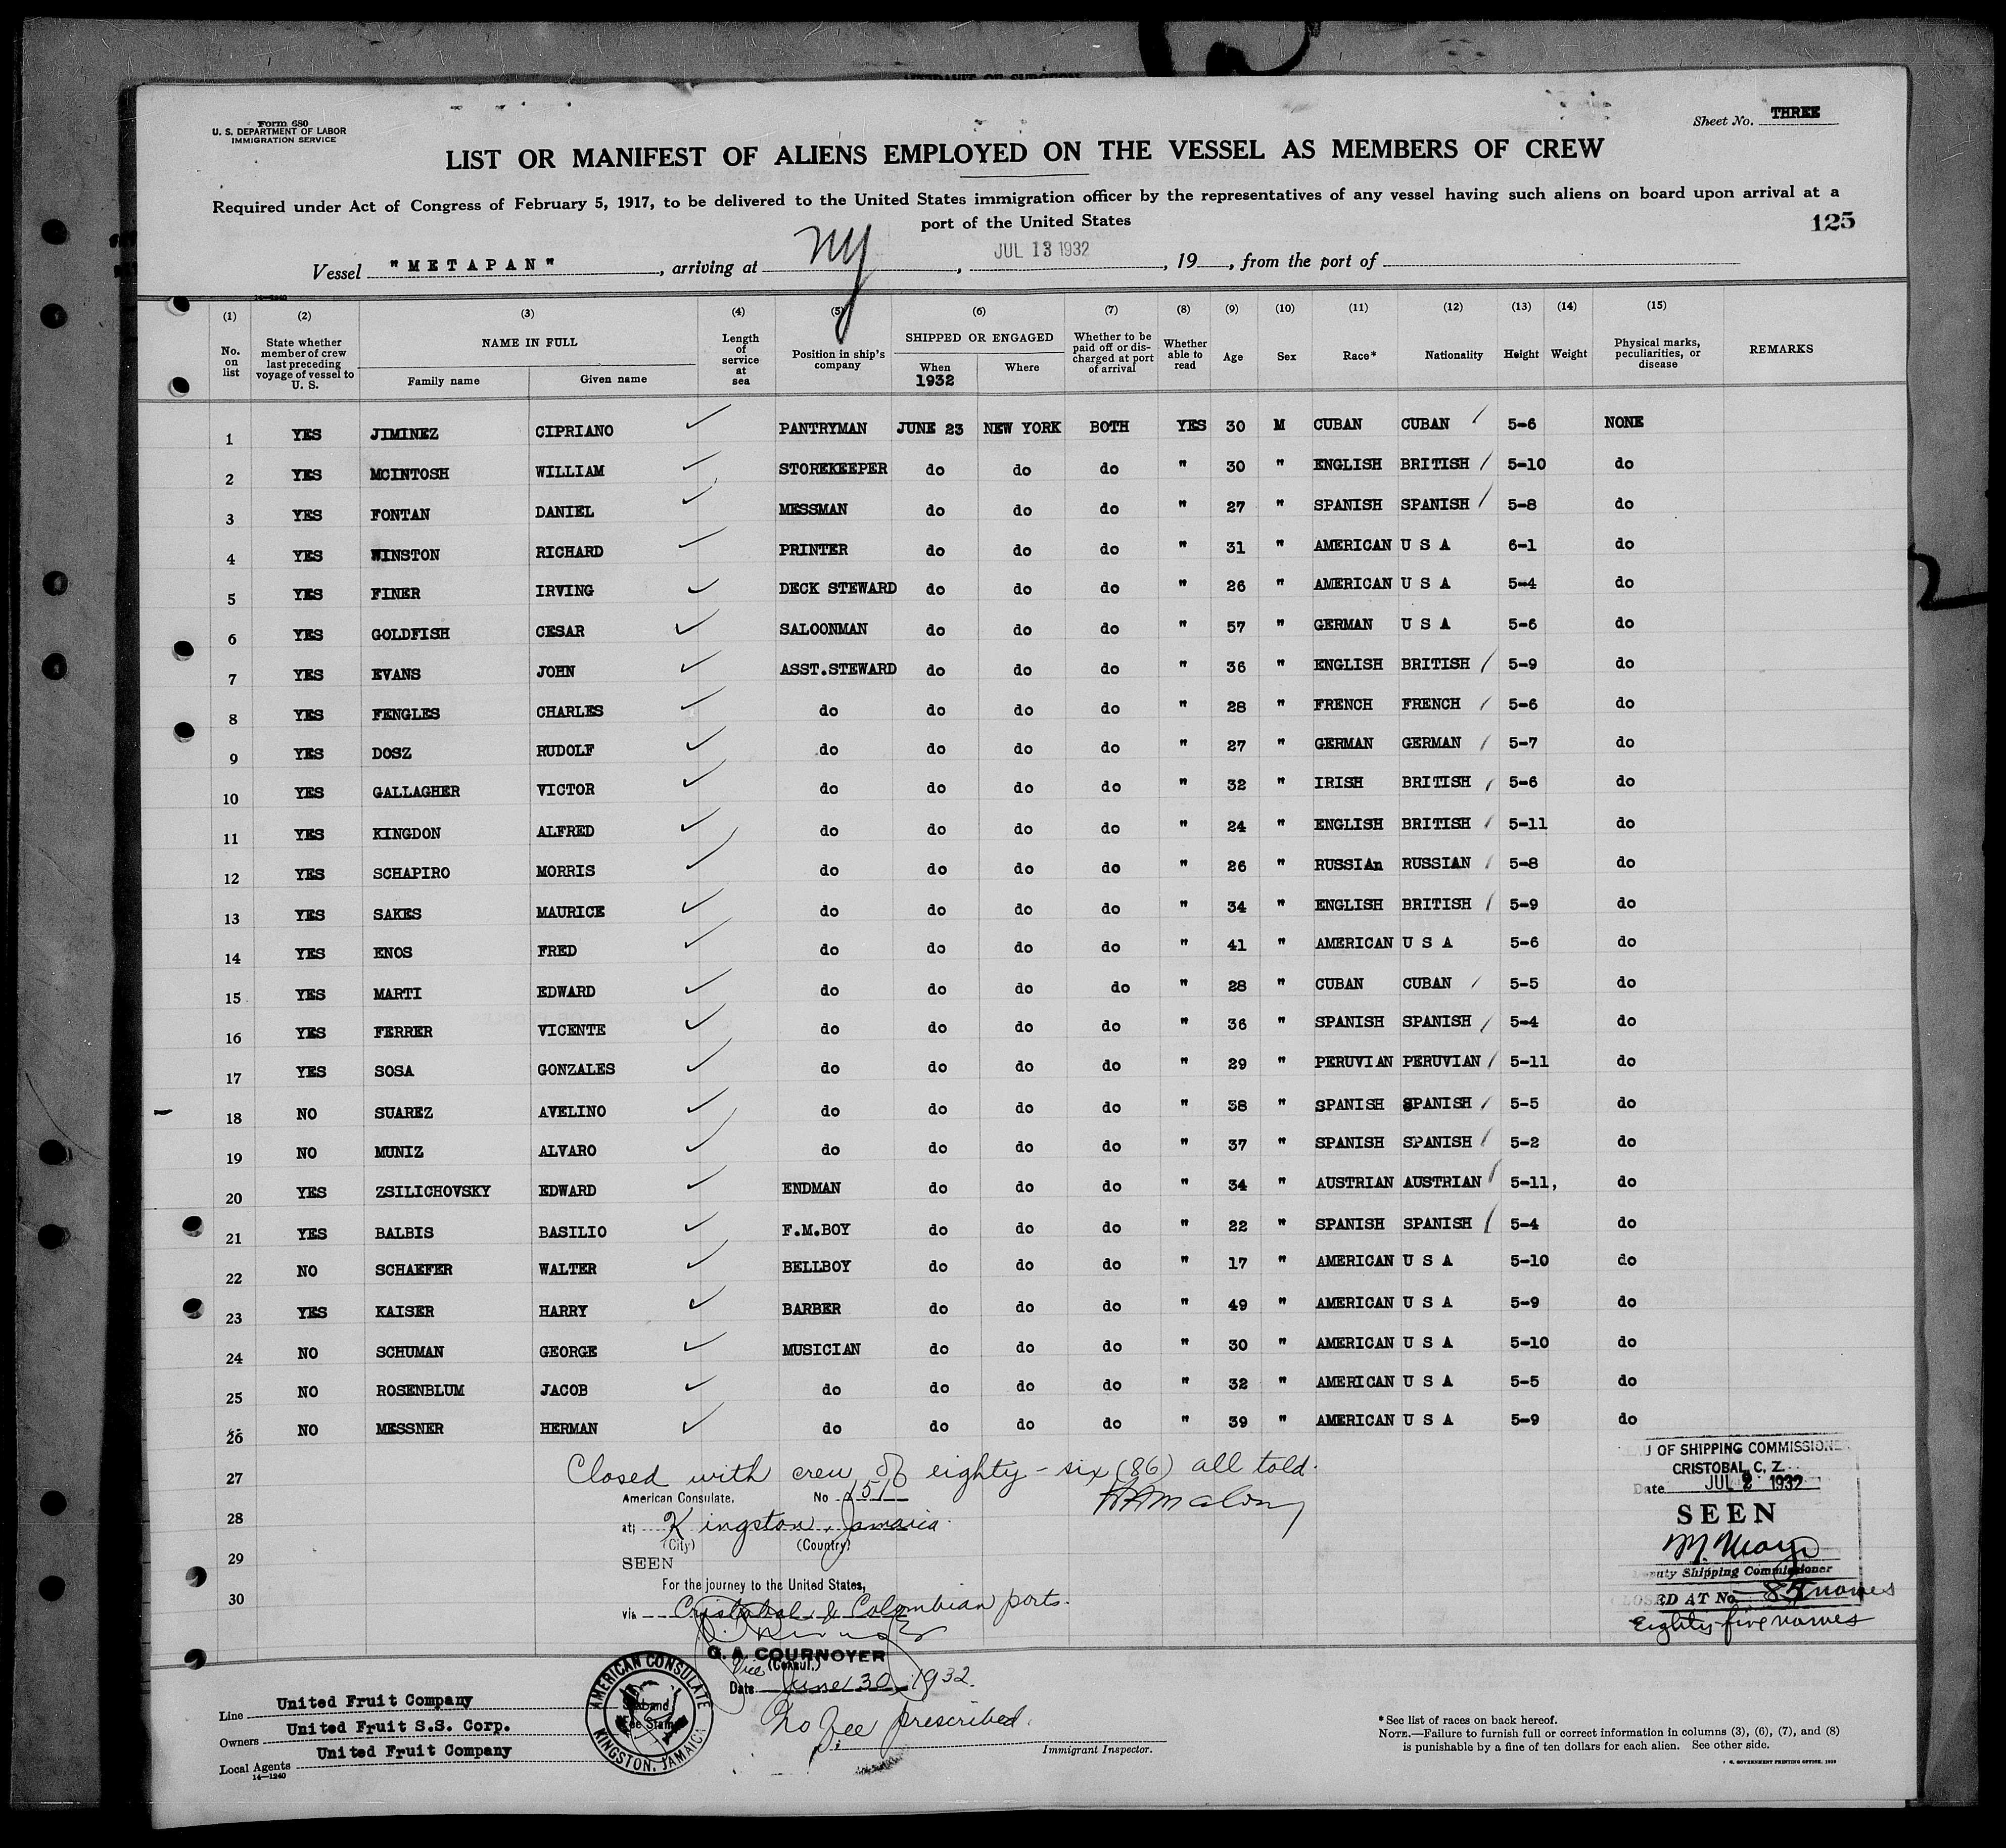 Form 680
U. S. DEPARTMENT OF LABOR
IMMIGRATION SERVICE
Sheet No. THREE
LIST OR MANIFEST OF ALIENS EMPLOYED ON THE VESSEL AS MEMBERS OF CREW
Required under Act of Congress of February 5, 1917, to be delivered to the United States immigration officer by the representatives of any vessel having such aliens on board upon arrival at a
port of the United States
125
Vessel "METAPAN", arriving at NY, JUL 13 1932, 19, from the port of
14—1240
(1) (2) (3) (4) (5) (6) (7) (8) (9) (10) (11) (12) (13) (14) (15)
No. on list State whether member of crew last preceding voyage of vessel to U. S. NAME IN FULL Family name Given name Length of service at sea Position in ship's company SHIPPED OR ENGAGED When 1932 Where Whether to be paid off or discharged at port of arrival Whether able to read Age Sex Race* Nationality Height Weight Physical marks, peculiarities, or disease REMARKS
1 YES JIMINEZ CIPRIANO PANTRYMAN JUNE 23 NEW YORK BOTH YES 30 M CUBAN CUBAN 5-6 NONE
2 YES MCINTOSH WILLIAM STOREKEEPER do do do " 30 " ENGLISH BRITISH 5-10 do
3 YES FONTAN DANIEL MESSMAN do do do " 27 " SPANISH SPANISH 5-8 do
4 YES WINSTON RICHARD PRINTER do do do " 31 " AMERICAN U S A 6-1 do
5 YES FINER IRVING DECK STEWARD do do do " 26 " AMERICAN U S A 5-4 do
6 YES GOLDFISH CESAR SALOONMAN do do do " 57 " GERMAN U S A 5-6 do
7 YES EVANS JOHN ASST.STEWARD do do do " 36 " ENGLISH BRITISH 5-9 do
8 YES FENGLES CHARLES do do do do " 28 " FRENCH FRENCH 5-6 do
9 YES DOSZ RUDOLF do do do do " 27 " GERMAN GERMAN 5-7 do
10 YES GALLAGHER VICTOR do do do do " 32 " IRISH BRITISH 5-6 do
11 YES KINGDON ALFRED do do do do " 24 " ENGLISH BRITISH 5-11 do
12 YES SCHAPIRO MORRIS do do do do " 26 " RUSSIAn RUSSIAN 5-8 do
13 YES SAKES MAURICE do do do do " 34 " ENGLISH BRITISH 5-9 do
14 YES ENOS FRED do do do do " 41 " AMERICAN U S A 5-6 do
15 YES MARTI EDWARD do do do do " 28 " CUBAN CUBAN 5-5 do
16 YES FERRER VICENTE do do do do " 36 " SPANISH SPANISH 5-4 do
17 YES SOSA GONZALES do do do do " 29 " PERUVIAN PERUVIAN 5-11 do
18 NO SUAREZ AVELINO do do do do " 38 " SPANISH SPANISH 5-5 do
19 NO MUNIZ ALVARO do do do do " 37 " SPANISH SPANISH 5-2 do
20 YES ZSILICHOVSKY EDWARD ENDMAN do do do " 34 " AUSTRIAN AUSTRIAN 5-11, do
21 YES BALBIS BASILIO F.M.BOY do do do " 22 " SPANISH SPANISH 5-4 do
22 NO SCHAEFER WALTER BELLBOY do do do " 17 " AMERICAN U S A 5-10 do
23 YES KAISER HARRY BARBER do do do " 49 " AMERICAN U S A 5-9 do
24 NO SCHUMAN GEORGE MUSICIAN do do do " 30 " AMERICAN U S A 5-10 do
25 NO ROSENBLUM JACOB do do do do " 32 " AMERICAN U S A 5-5 do
26 NO MESSNER HERMAN do do do do " 39 " AMERICAN U S A 5-9 do
27
28
29
30
Closed with crew of eighty-six (86) all told.
American Consulate. No 151
at Kingston, Jamaica.
(City) (Country)
SEEN
For the journey to the United States,
via Cristobal & Colombian ports.
G. A. COURNOYER
Vice (Consul.)
Date June 30, 1932.
No fee prescribed.
AMERICAN CONSULATE
KINGSTON, JAMAICA
Fee Stamp
U OF SHIPPING COMMISSIONE
CRISTOBAL, C. Z.
Date JUL 2 1932
SEEN
Deputy Shipping Commissioner
CLOSED AT No. 85 names
Eighty five names
Line United Fruit Company
Owners United Fruit S.S. Corp.
Local Agents United Fruit Company
14—1240
Immigrant Inspector.
*See list of races on back hereof.
NOTE.—Failure to furnish full or correct information in columns (3), (6), (7), and (8)
is punishable by a fine of ten dollars for each alien. See other side.
GOVERNMENT PRINTING OFFICE